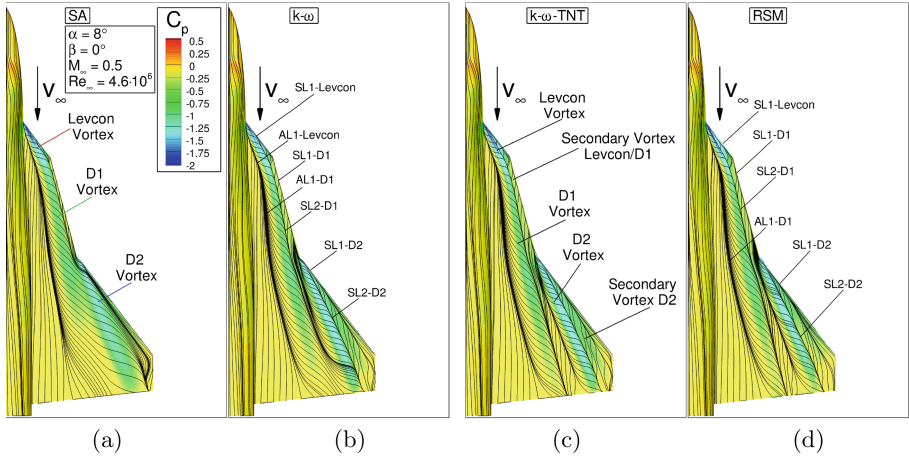 SA
α = 8°
β = 0°
M∞ = 0.5
Re∞ = 4.6·10⁶
V∞
Levcon
Vortex
D1
Vortex
D2
Vortex
Cp
0.5
0.25
0
-0.25
-0.5
-0.75
-1
-1.25
-1.5
-1.75
-2
(a)
k-ω
V∞
SL1-Levcon
AL1-Levcon
SL1-D1
AL1-D1
SL2-D1
SL1-D2
SL2-D2
(b)
k-ω-TNT
V∞
Levcon
Vortex
Secondary Vortex
Levcon/D1
D1
Vortex
D2
Vortex
Secondary
Vortex D2
(c)
RSM
V∞
SL1-Levcon
SL1-D1
SL2-D1
AL1-D1
SL1-D2
SL2-D2
(d)